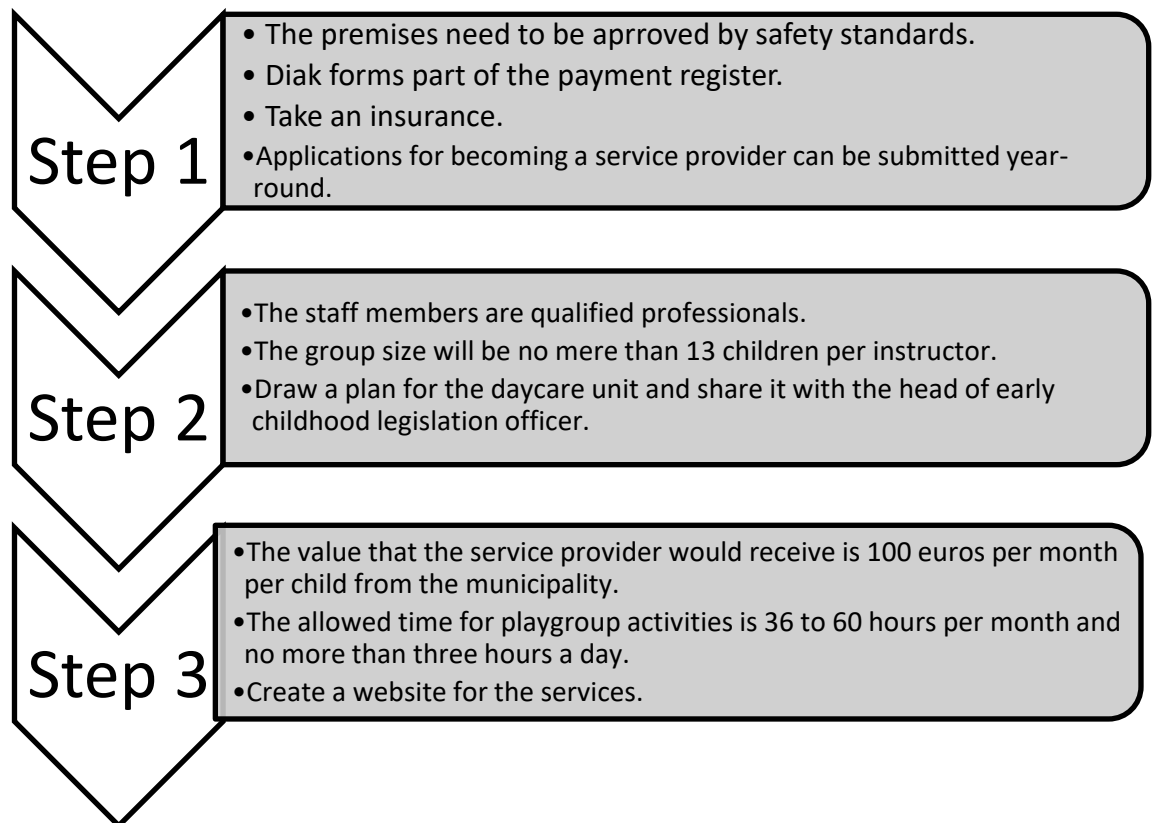 Step 1
• The premises need to be aprroved by safety standards.
• Diak forms part of the payment register.
• Take an insurance.
•Applications for becoming a service provider can be submitted year-
round.
Step 2
•The staff members are qualified professionals.
•The group size will be no mere than 13 children per instructor.
•Draw a plan for the daycare unit and share it with the head of early
childhood legislation officer.
Step 3
•The value that the service provider would receive is 100 euros per month
per child from the municipality.
•The allowed time for playgroup activities is 36 to 60 hours per month and
no more than three hours a day.
•Create a website for the services.